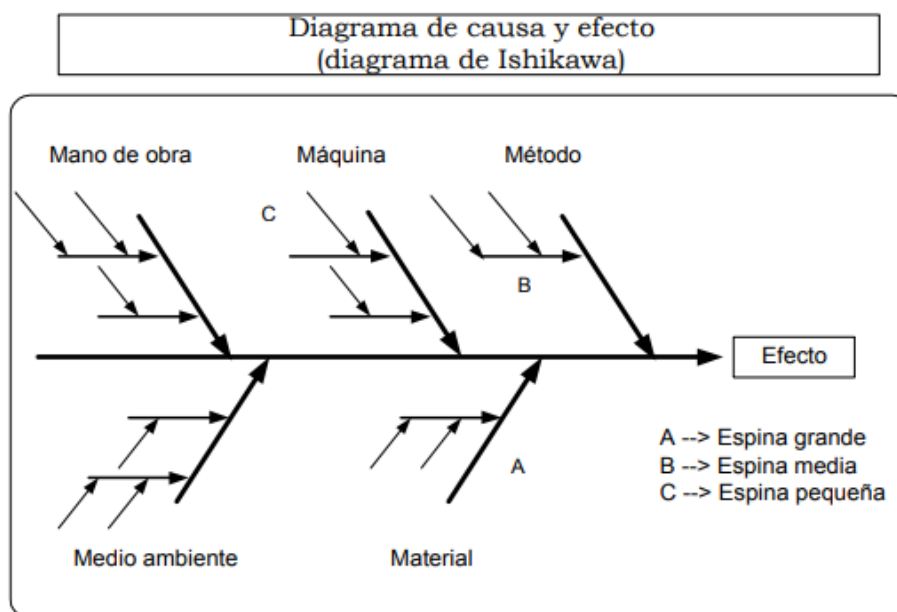 Diagrama de causa y efecto
(diagrama de Ishikawa)
Mano de obra
Máquina
Método
C
B
Efecto
A --> Espina grande
A
B --> Espina media
C --> Espina pequeña
Medio ambiente
Material